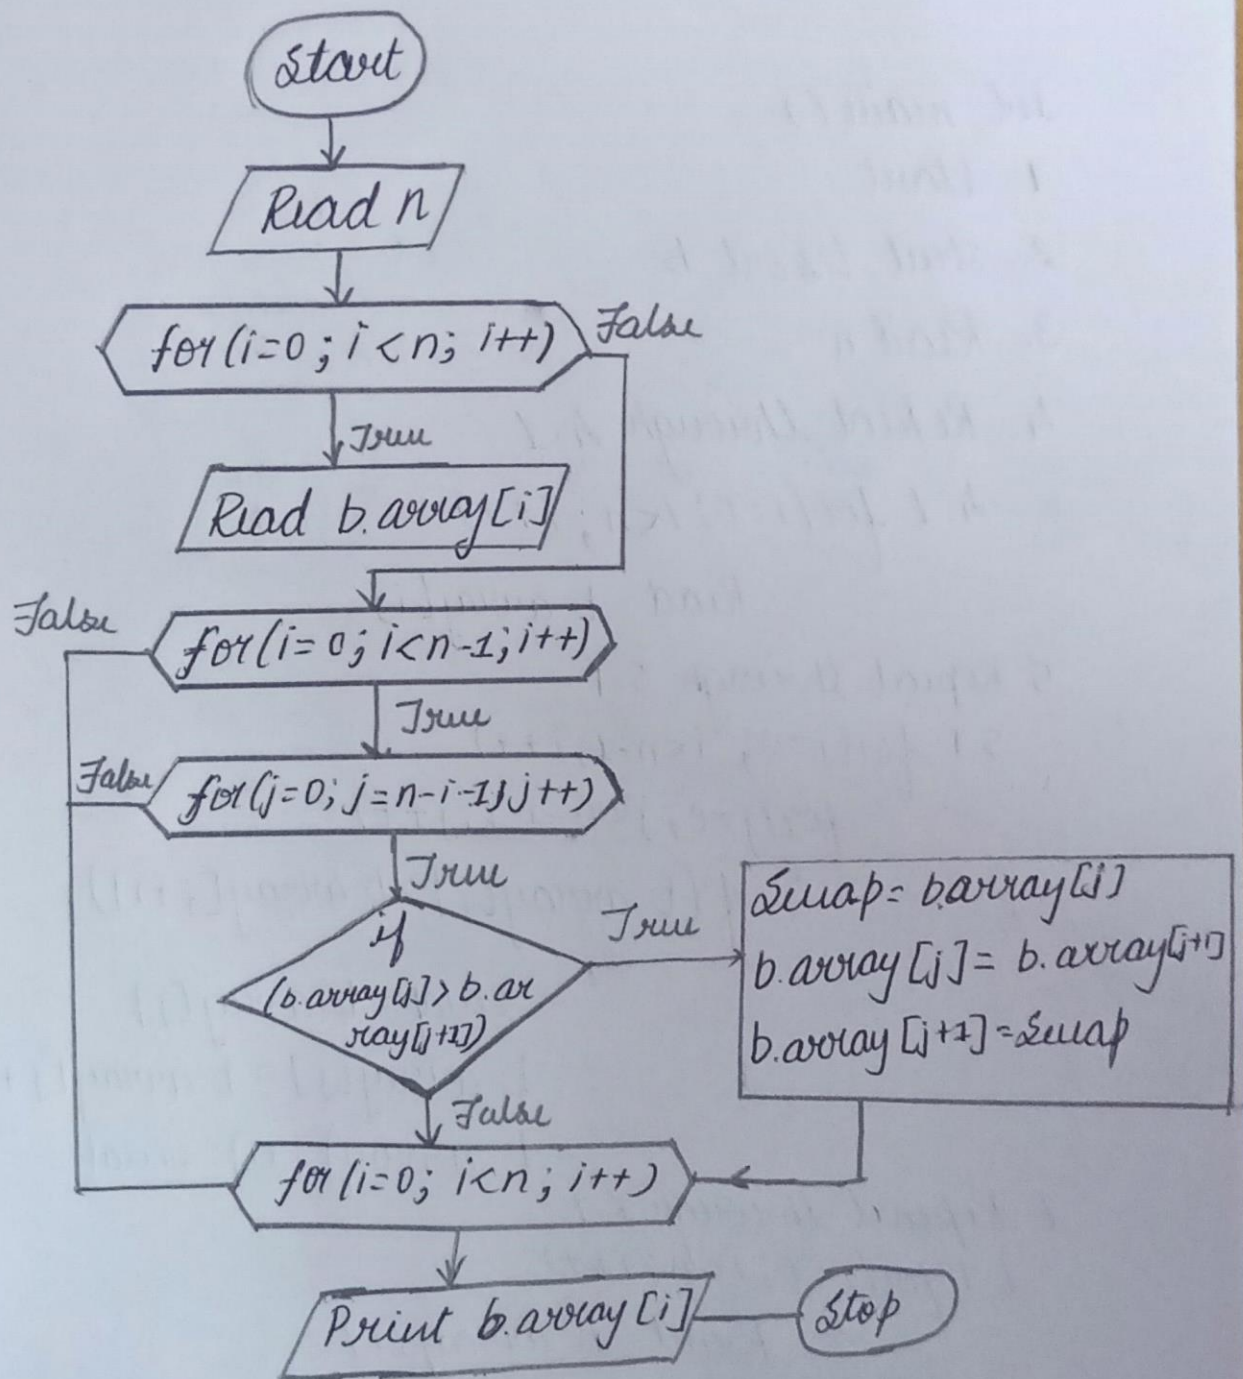 Start
Read n
for(i=0; i<n; i++)
False
True
Read b.array[i]
False
for(i=0; i<n-1; i++)
True
False
for(j=0; j=n-i-1; j++)
True
if
(b.array[j]>b.ar
ray[j+1])
True
Swap= b.array[j]
b.array[j]= b.array[j+1]
b.array[j+1]=Swap
False
for(i=0; i<n; i++)
Print b.array[i]
Stop